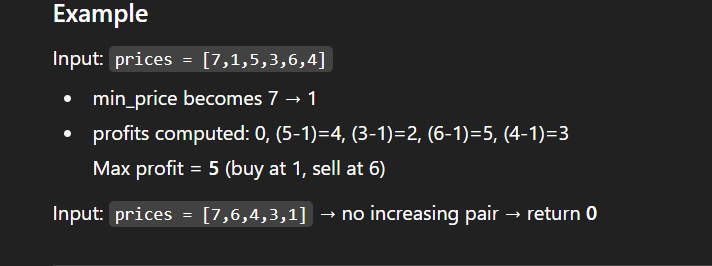 Example
Input: prices = [7,1,5,3,6,4]
• min_price becomes 7 → 1
• profits computed: 0, (5-1)=4, (3-1)=2, (6-1)=5, (4-1)=3
Max profit = 5 (buy at 1, sell at 6)
Input: prices = [7,6,4,3,1] → no increasing pair → return 0